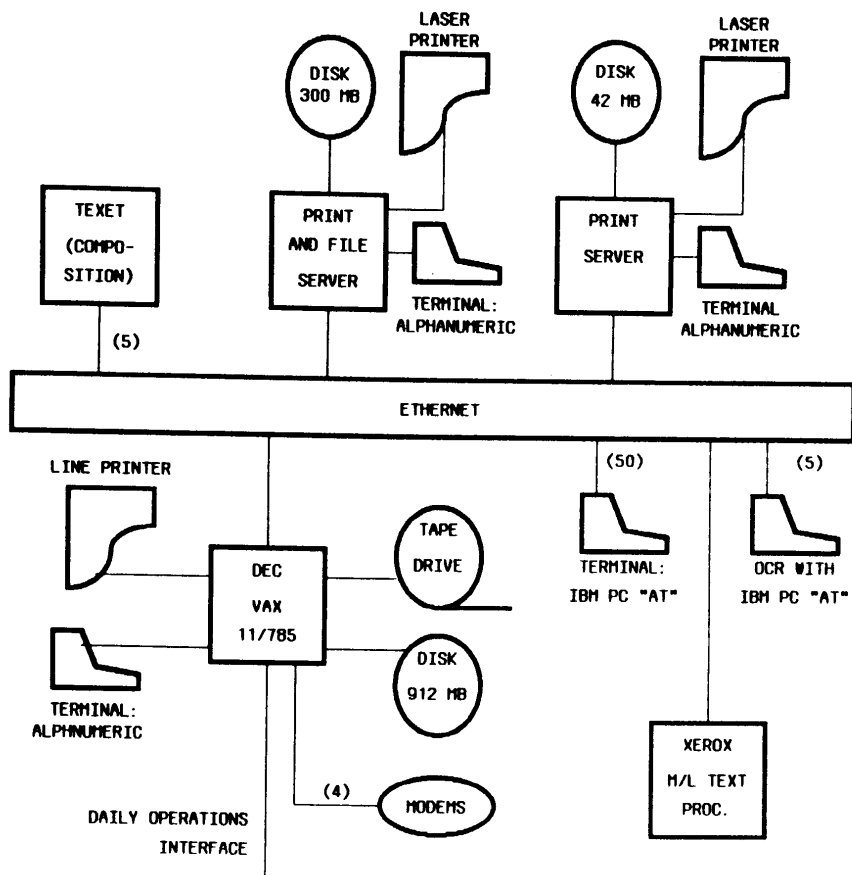 LASER
PRINTER
LASER
PRINTER
DISK
300 MB
DISK
42 MB
TEXET
(COMPO-
SITION)
PRINT
AND FILE
SERVER
PRINT
SERVER
TERMINAL:
ALPHANUMERIC
TERMINAL
ALPHANUMERIC
(5)
ETHERNET
LINE PRINTER
(50)
(5)
TAPE
DRIVE
DEC
VAX
11/785
TERMINAL:
IBM PC "AT"
OCR WITH
IBM PC "AT"
DISK
912 MB
TERMINAL:
ALPHNUMERIC
XEROX
M/L TEXT
PROC.
(4)
MODEMS
DAILY OPERATIONS
INTERFACE